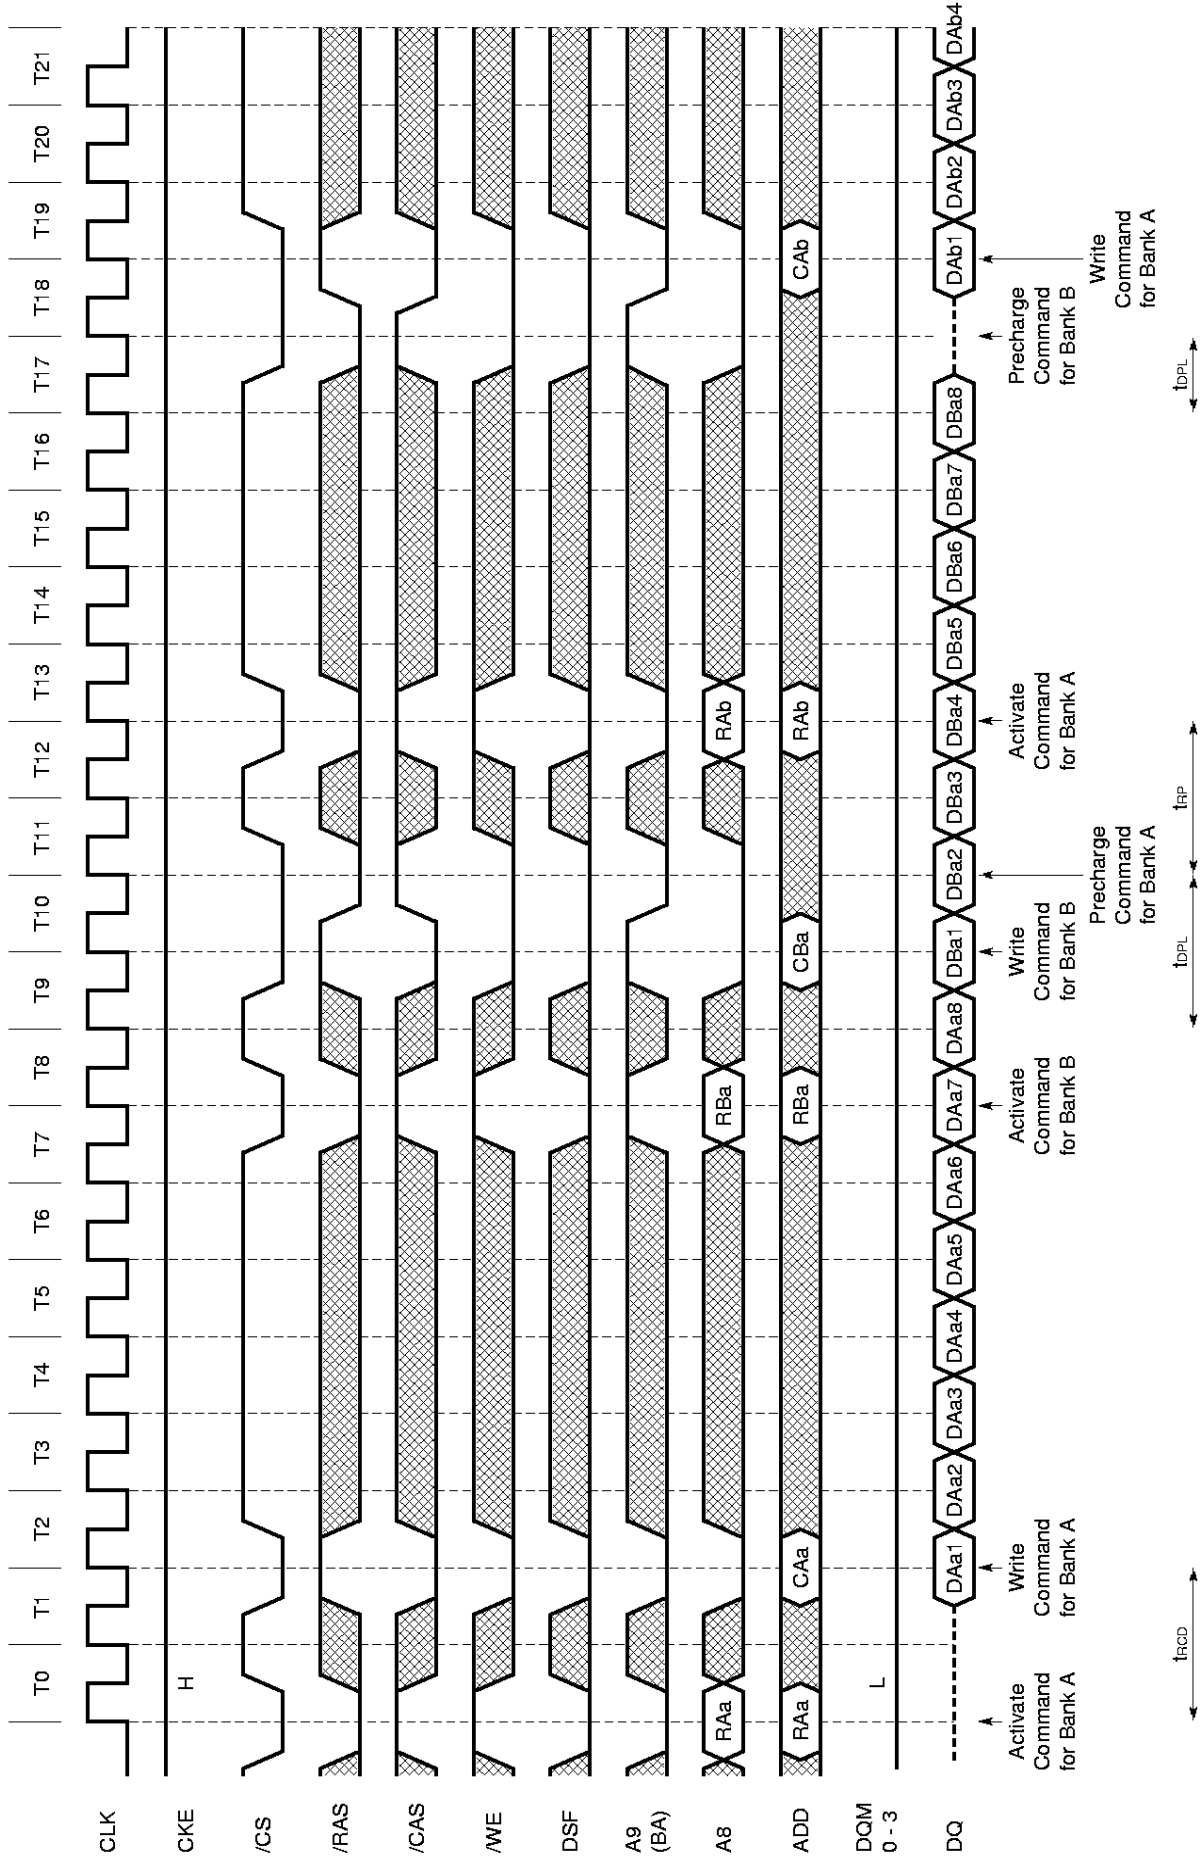 T0 T1 T2 T3 T4 T5 T6 T7 T8 T9 T10 T11 T12 T13 T14 T15 T16 T17 T18 T19 T20 T21
CLK
CKE H
/CS
/RAS
/CAS
/WE
DSF
A9
(BA)
A8 RAa RBa RAb
ADD RAa CAa RBa CBa RAb CAb
DQM
0 - 3
L
DQ DAa1 DAa2 DAa3 DAa4 DAa5 DAa6 DAa7 DAa8 DBa1 DBa2 DBa3 DBa4 DBa5 DBa6 DBa7 DBa8 DAb1 DAb2 DAb3 DAb4
Activate
Command
for Bank A
Write
Command
for Bank A
Activate
Command
for Bank B
Write
Command
for Bank B
Precharge
Command
for Bank A
Activate
Command
for Bank A
Precharge
Command
for Bank B
Write
Command
for Bank A
tRCD tDPL tRP tDPL